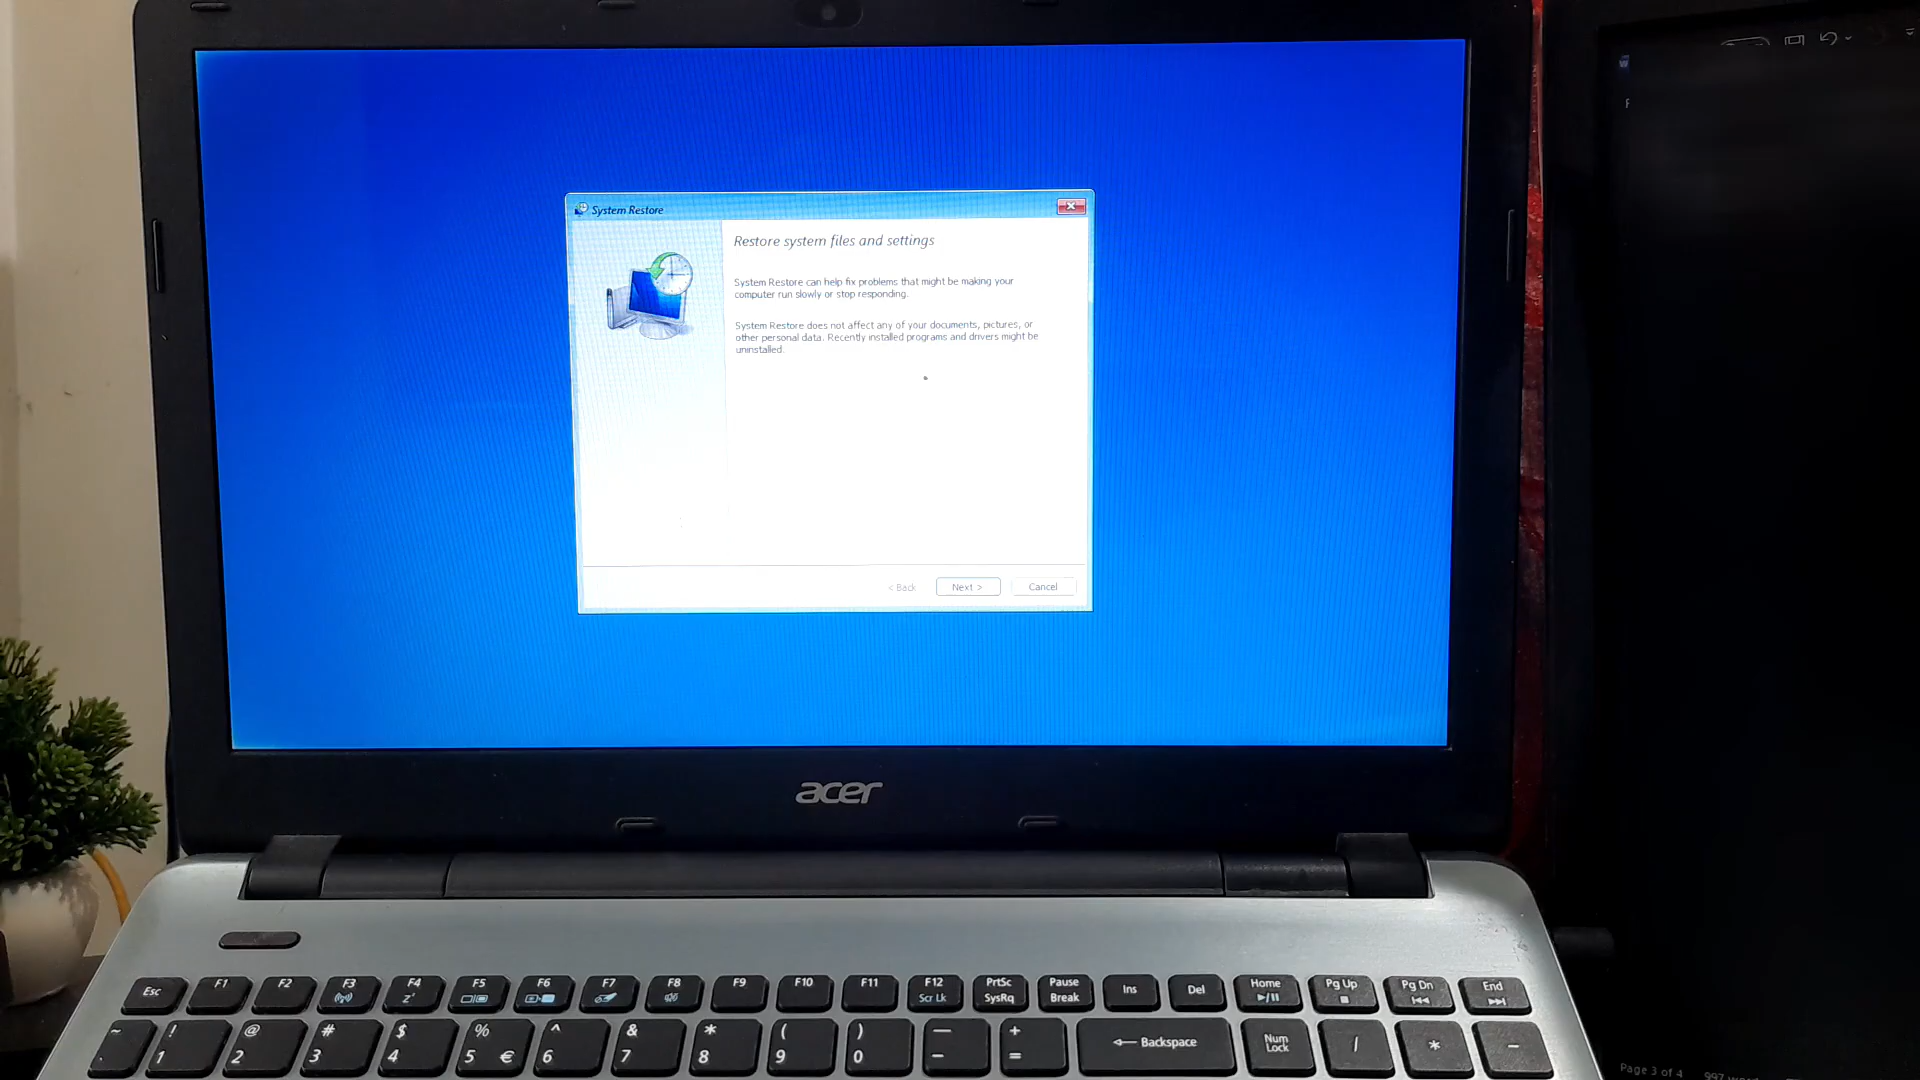 System Restore
Restore system files and settings
System Restore can help fix problems that might be making your
computer run slowly or stop responding.
System Restore does not affect any of your documents, pictures, or
other personal data. Recently installed programs and drivers might be
uninstalled.
< Back Next > Cancel
acer
Esc F1 F2 F3 F4 F5 F6 F7 F8 F9 F10 F11 F12 PrtSc Pause Ins Del Home Pg Up Pg Dn End
zᶻ Scr Lk SysRq Break
~ ! @ # $ % ^ & * ( ) — + ← Backspace Num / * −
1 2 3 4 5 € 6 7 8 9 0 - = Lock
Page 3 of 4